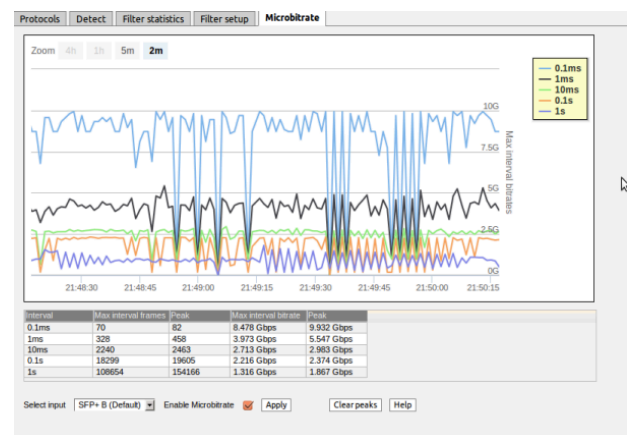 Protocols Detect Filter statistics Filter setup Microbitrate
Zoom 4h 1h 5m 2m
0.1ms
1ms
10ms
0.1s
1s
10G
7.5G
5G
2.5G
0G
Max interval bitrates
21:48:30 21:48:45 21:49:00 21:49:15 21:49:30 21:49:45 21:50:00 21:50:15
Interval Max interval frames Peak Max interval bitrate Peak
0.1ms 70 82 8.478 Gbps 9.932 Gbps
1ms 328 458 3.973 Gbps 5.547 Gbps
10ms 2240 2463 2.713 Gbps 2.983 Gbps
0.1s 18299 19605 2.216 Gbps 2.374 Gbps
1s 108654 154166 1.316 Gbps 1.867 Gbps
Select input SFP+ B (Default) Enable Microbitrate Apply Clear peaks Help